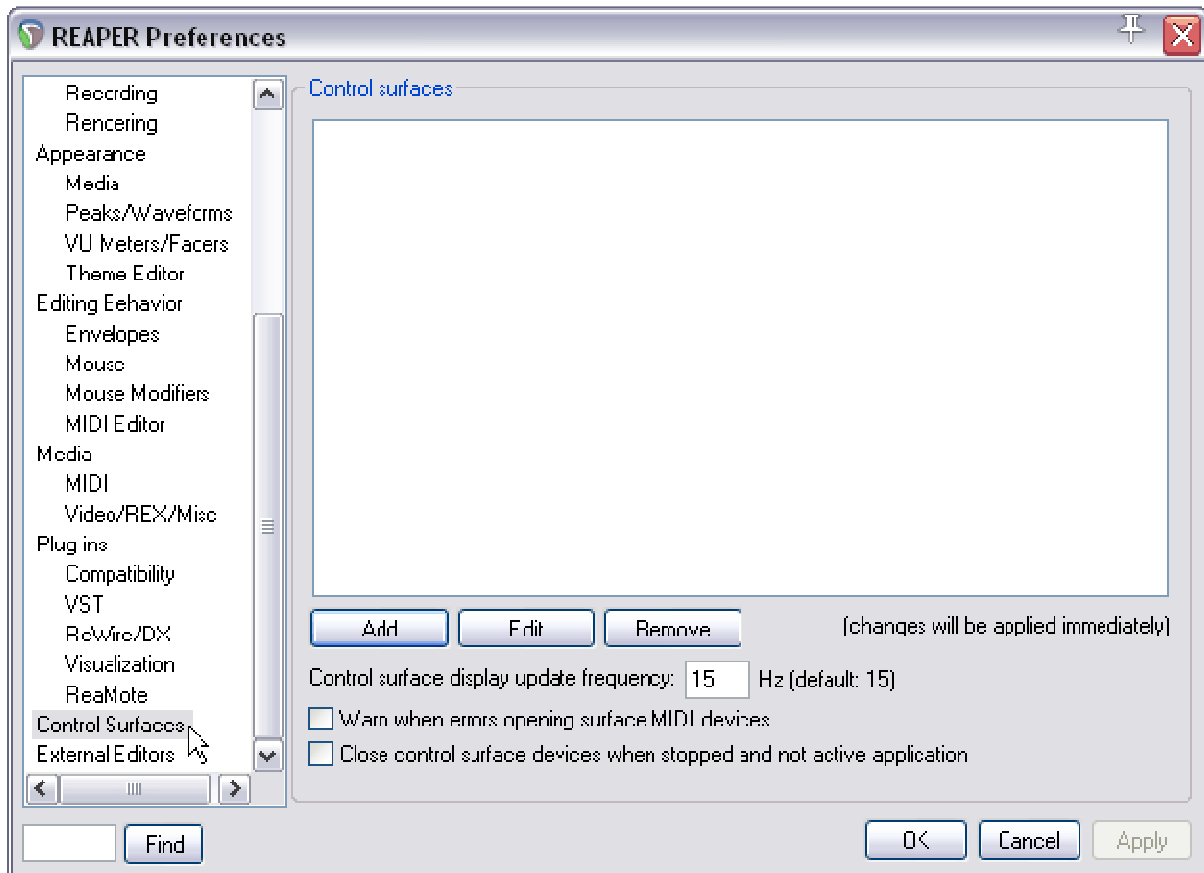 REAPER Preferences
Recording
Rendering
Appearance
Media
Peaks/Waveforms
VU Meters/Faders
Theme Editor
Editing Behavior
Envelopes
Mouse
Mouse Modifiers
MIDI Editor
Media
MIDI
Video/REX/Misc
Plug-ins
Compatibility
VST
ReWire/DX
Visualization
ReaMote
Control Surfaces
External Editors
Find
Control surfaces
Add Edit Remove (changes will be applied immediately)
Control surface display update frequency: 15 Hz (default: 15)
Warn when errors opening surface MIDI devices
Close control surface devices when stopped and not active application
OK Cancel Apply